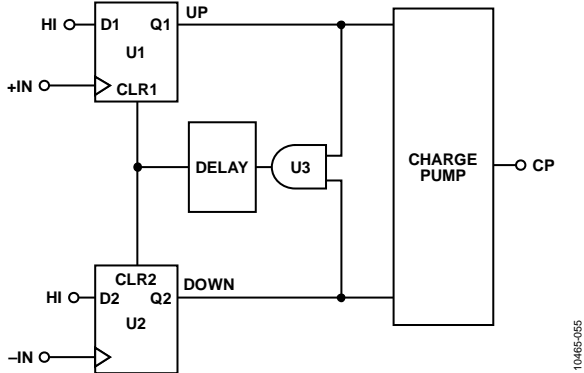 UP
HI D1 Q1
U1
+IN CLR1
DELAY U3 CHARGE
PUMP CP
CLR2 DOWN
HI D2 Q2
U2
–IN
10465-055